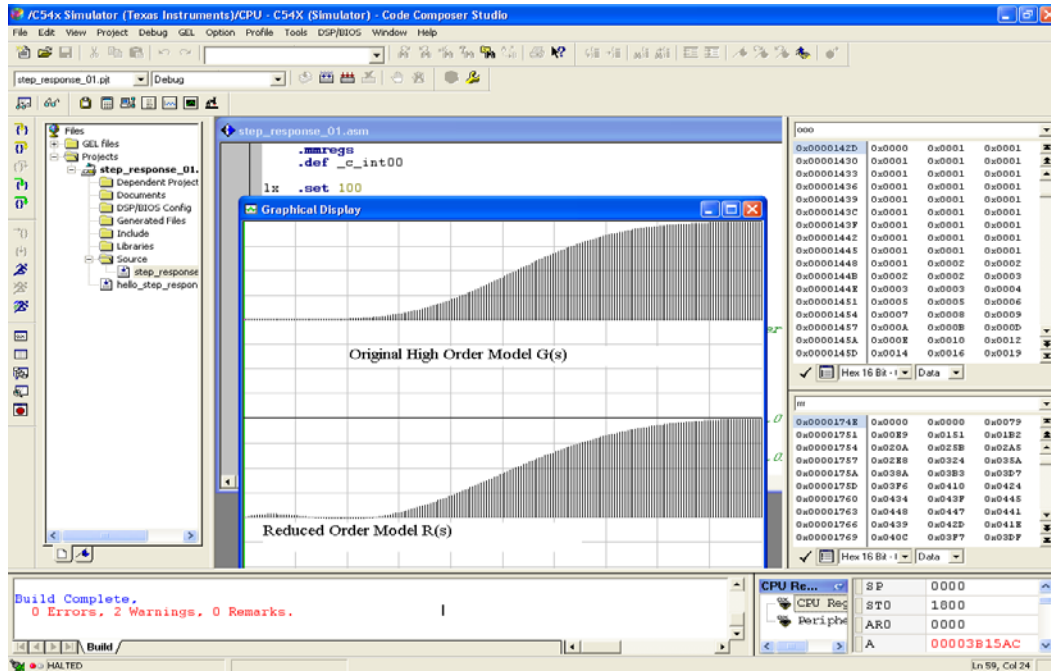 /C54x Simulator (Texas Instruments)/CPU - C54X (Simulator) - Code Composer Studio
File Edit View Project Debug GEL Option Profile Tools DSP/BIOS Window Help
step_response_01.pjt Debug
Files
GEL files
Projects
step_response_01.
Dependent Project
Documents
DSP/BIOS Config
Generated Files
Include
Libraries
Source
step_response
hello_step_respon
step_response_01.asm
.mmregs
.def _c_int00
lx .set 100
Graphical Display
Original High Order Model G(s)
Reduced Order Model R(s)
ooo
0x0000142D 0x0000 0x0001 0x0001
0x00001430 0x0001 0x0001 0x0001
0x00001433 0x0001 0x0001 0x0001
0x00001436 0x0001 0x0001 0x0001
0x00001439 0x0001 0x0001 0x0001
0x0000143C 0x0001 0x0001 0x0001
0x0000143F 0x0001 0x0001 0x0001
0x00001442 0x0001 0x0001 0x0001
0x00001445 0x0001 0x0001 0x0001
0x00001448 0x0001 0x0002 0x0002
0x0000144B 0x0002 0x0002 0x0003
0x0000144E 0x0003 0x0003 0x0004
0x00001451 0x0005 0x0005 0x0006
0x00001454 0x0007 0x0008 0x0009
0x00001457 0x000A 0x000B 0x000D
0x0000145A 0x000E 0x0010 0x0012
0x0000145D 0x0014 0x0016 0x0019
Hex 16 Bit - Data
0x0000174E 0x0000 0x0000 0x0079
0x00001751 0x00E9 0x0151 0x01B2
0x00001754 0x020A 0x025B 0x02A5
0x00001757 0x02E8 0x0324 0x035A
0x0000175A 0x038A 0x03B3 0x03D7
0x0000175D 0x03F6 0x0410 0x0424
0x00001760 0x0434 0x043F 0x0445
0x00001763 0x0448 0x0447 0x0441
0x00001766 0x0439 0x042D 0x041E
0x00001769 0x040C 0x03F7 0x03DF
Hex 16 Bit - Data
Build Complete,
0 Errors, 2 Warnings, 0 Remarks.
Build
CPU Re...
CPU Reg
Periphe
SP 0000
ST0 1800
AR0 0000
A 00003B15AC
HALTED
Ln 59, Col 24